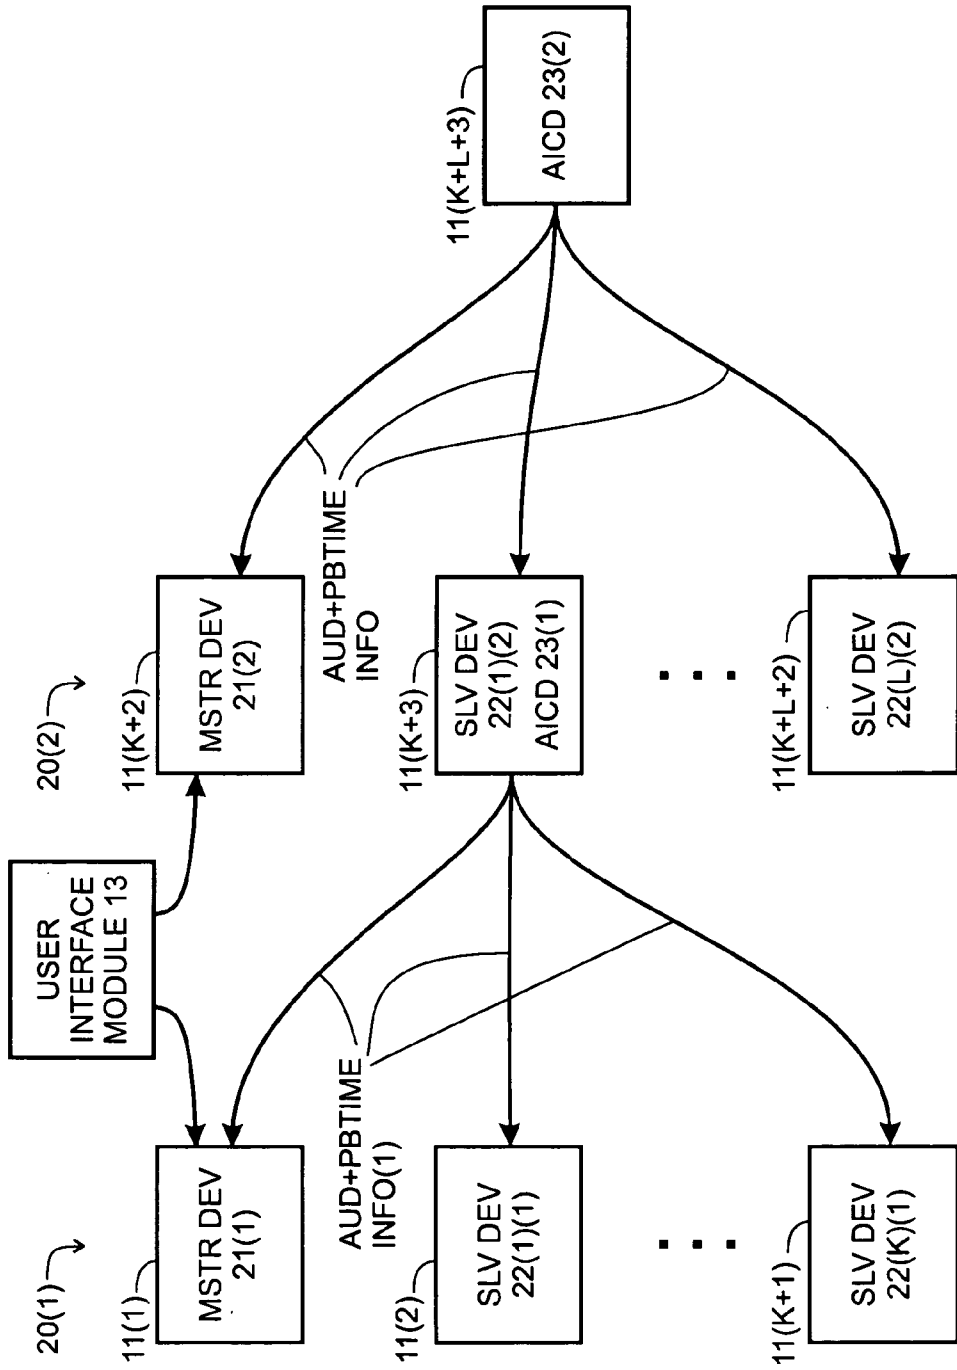 USER
INTERFACE
MODULE 13
20(1)
11(1)
MSTR DEV
21(1)
AUD+PBTIME
INFO(1)
11(2)
SLV DEV
22(1)(1)
11(K+1)
SLV DEV
22(K)(1)
20(2)
11(K+2)
MSTR DEV
21(2)
AUD+PBTIME
INFO
11(K+3)
SLV DEV
22(1)(2)
AICD 23(1)
11(K+L+2)
SLV DEV
22(L)(2)
11(K+L+3)
AICD 23(2)